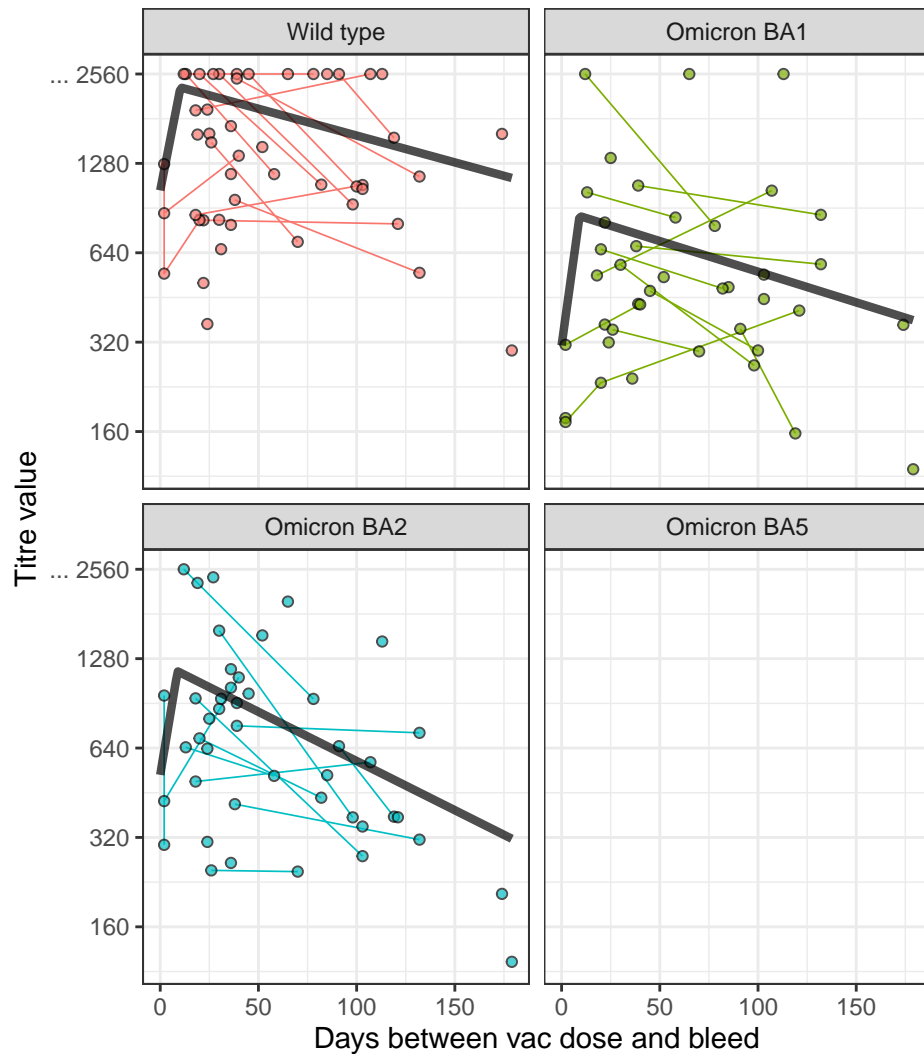 Wild type
Omicron BA1
... 2560
1280
640
320
160
Titre value
Omicron BA2
Omicron BA5
... 2560
1280
640
320
160
0 50 100 150
0 50 100 150
Days between vac dose and bleed